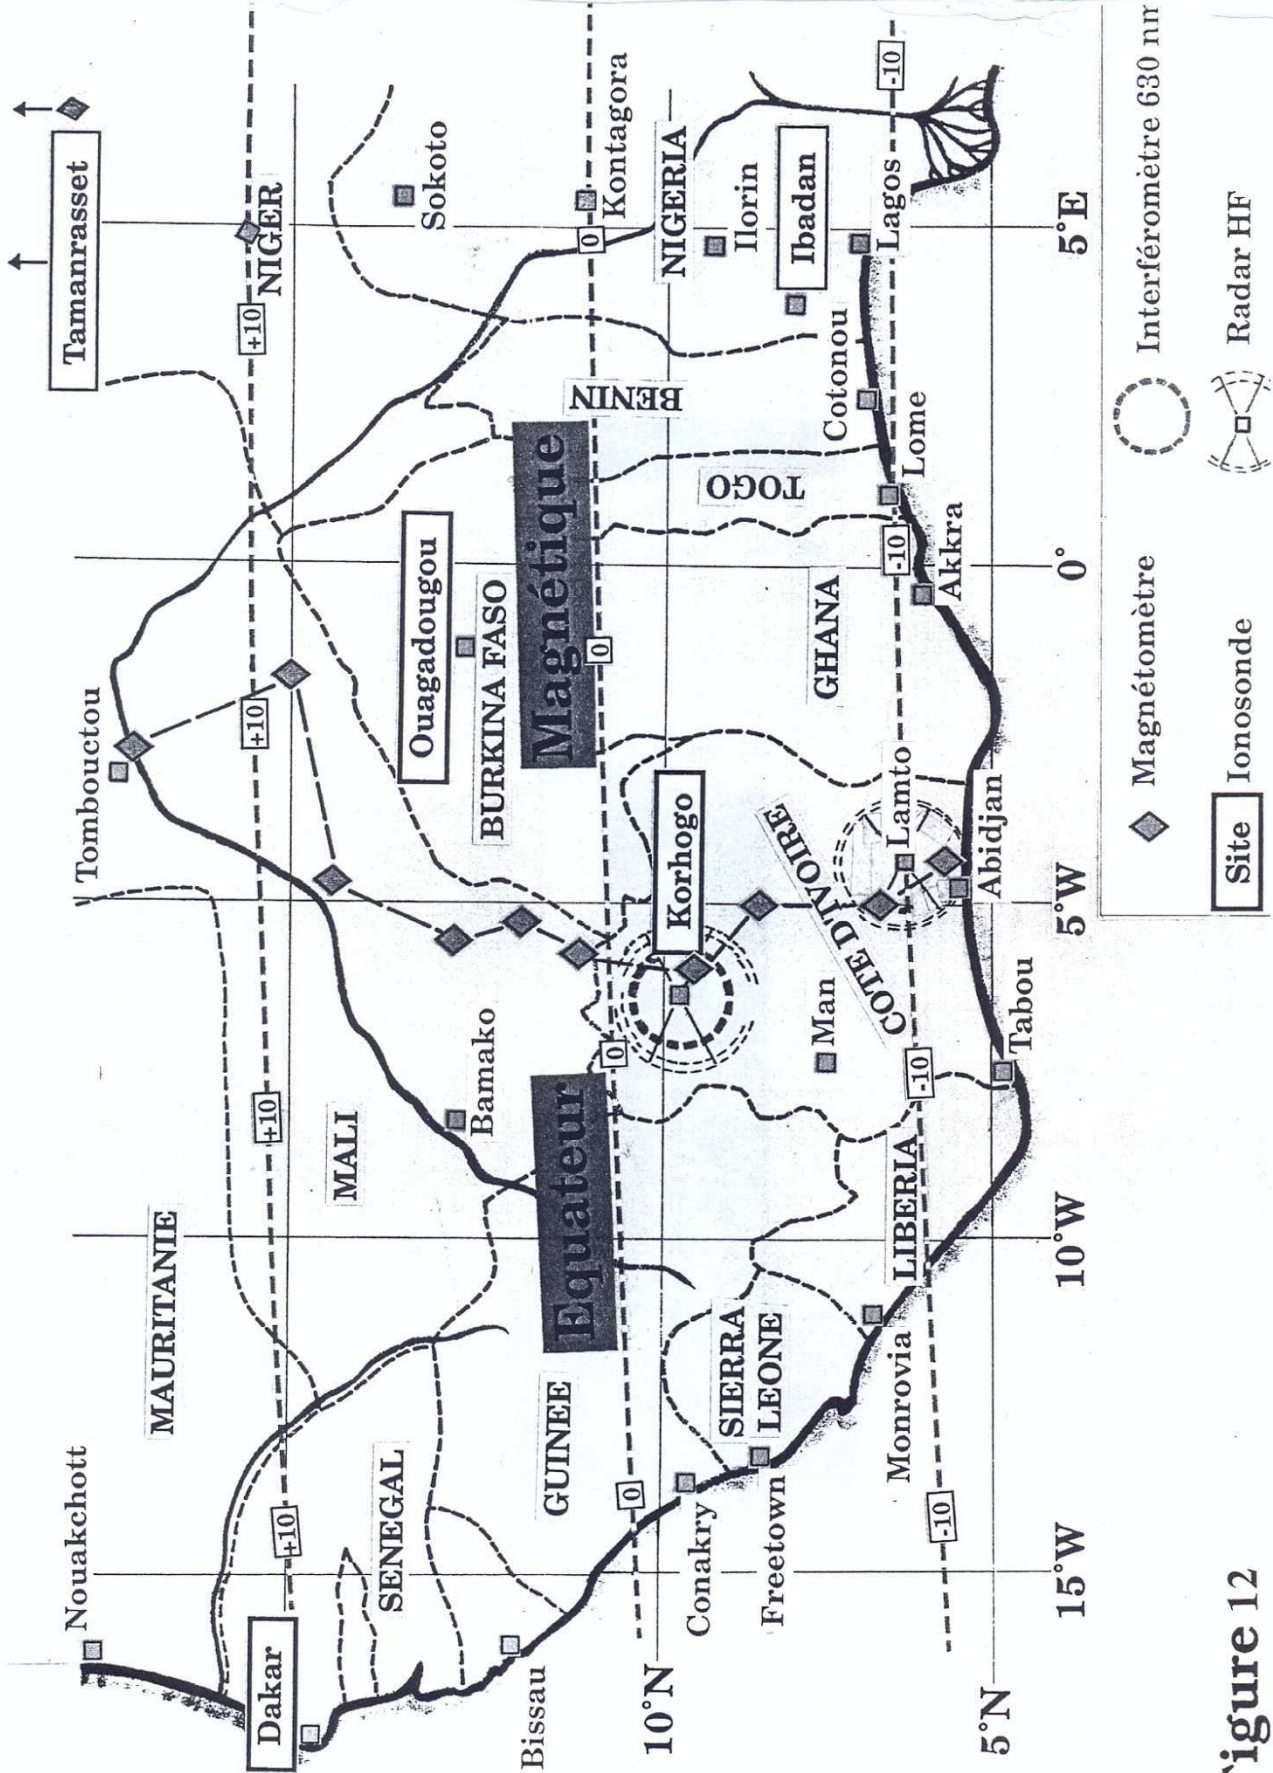 Nouakchott
MAURITANIE
Tombouctou
Tamanrasset
+10
+10
+10
+10
NIGER
Dakar
MALI
SENEGAL
Bamako
Ouagadougou
Sokoto
BURKINA FASO
Bissau
GUINEE
Equateur
Magnétique
BENIN
Kontagora
0
0
0
0
10°N
Conakry
Korhogo
NIGERIA
TOGO
SIERRA
LEONE
Freetown
Man
COTE D'IVOIRE
GHANA
Ilorin
Ibadan
Cotonou
Monrovia
LIBERIA
Lamto
Lome
Lagos
-10
-10
-10
-10
Akkra
Abidjan
Tabou
5°N
15°W
10°W
5°W
0°
5°E
Magnétomètre
Interféromètre 630
Site
Ionosonde
Radar HF
igure 12